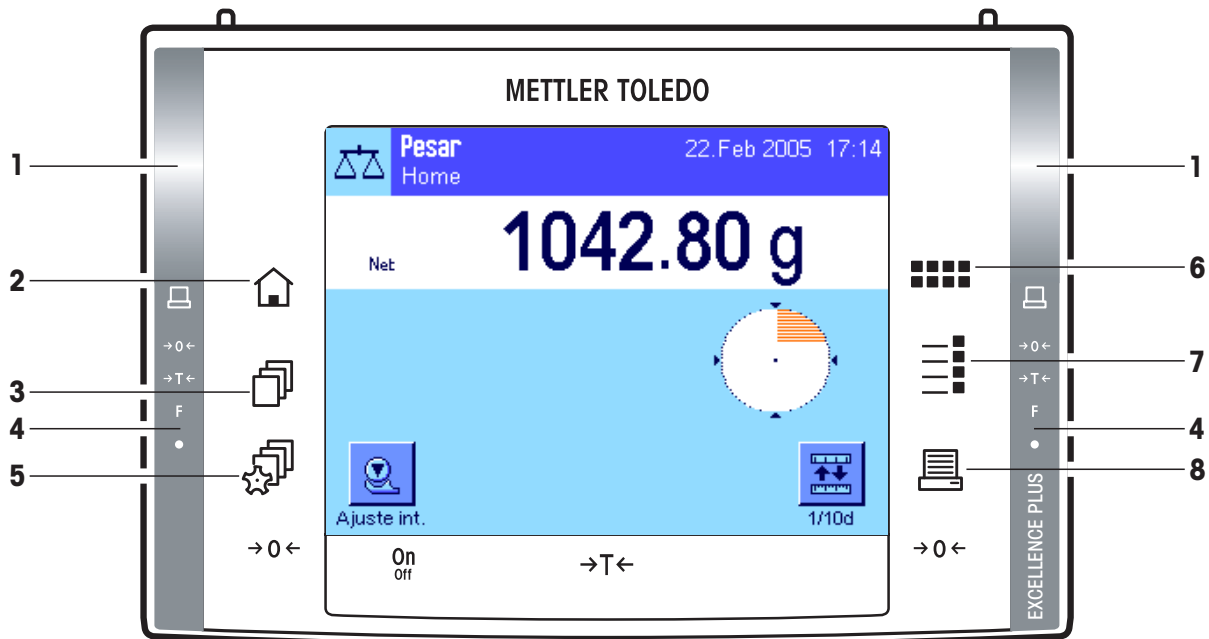 METTLER TOLEDO
Pesar
22.Feb 2005 17:14
Home
Net
1042.80 g
1
1
2
6
→0←
→0←
3
→T←
→T←
7
F
F
4
4
5
8
Ajuste int.
1/10d
→0←
On
Off
→T←
→0←
EXCELLENCE PLUS